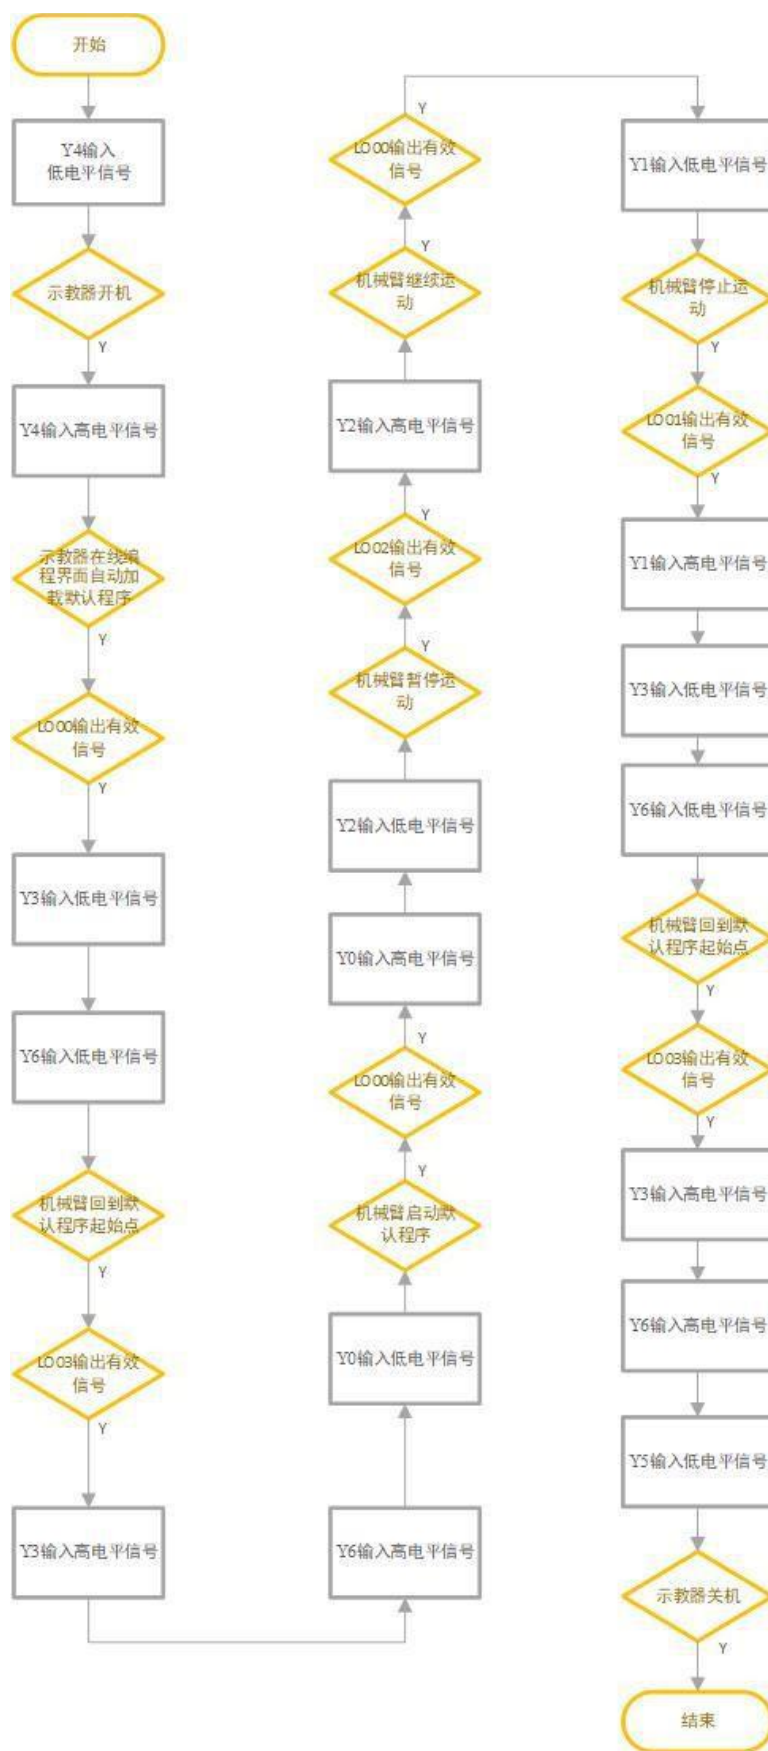 开始
Y4输入
低电平信号
示教器开机
Y
Y4输入高电平信号
示教器在线编
程界面自动加
载默认程序
Y
LO00输出有效
信号
Y
Y3输入低电平信号
Y6输入低电平信号
机械臂回到默
认程序起始点
Y
LO03输出有效
信号
Y
Y3输入高电平信号
Y6输入高电平信号
Y0输入低电平信号
机械臂启动默
认程序
Y
LO00输出有效
信号
Y
Y0输入高电平信号
Y2输入低电平信号
机械臂暂停运
动
Y
LO02输出有效
信号
Y
Y2输入高电平信号
机械臂继续运
动
Y
LO00输出有效
信号
Y
Y1输入低电平信号
机械臂停止运
动
Y
LO01输出有效
信号
Y
Y1输入高电平信号
Y3输入低电平信号
Y6输入低电平信号
机械臂回到默
认程序起始点
Y
LO03输出有效
信号
Y
Y3输入高电平信号
Y6输入高电平信号
Y5输入低电平信号
示教器关机
Y
结束